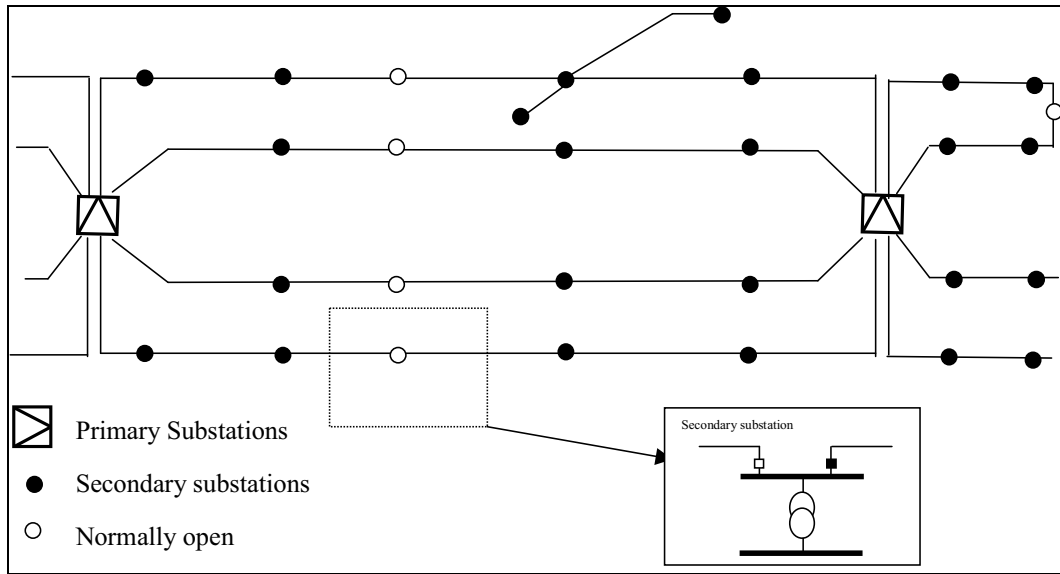 Secondary substation
Primary Substations
Secondary substations
Normally open